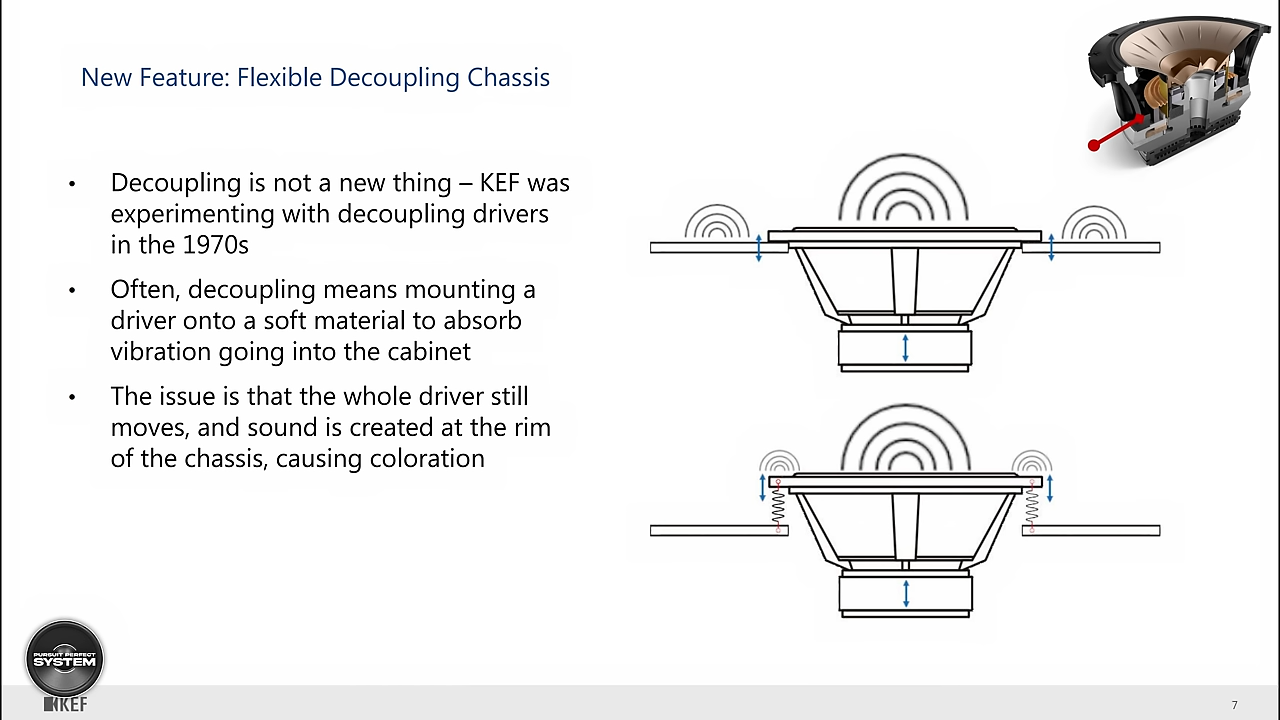 New Feature: Flexible Decoupling Chassis
• Decoupling is not a new thing – KEF was
experimenting with decoupling drivers
in the 1970s
• Often, decoupling means mounting a
driver onto a soft material to absorb
vibration going into the cabinet
• The issue is that the whole driver still
moves, and sound is created at the rim
of the chassis, causing coloration
PURSUIT PERFECT
SYSTEM
KEF
7